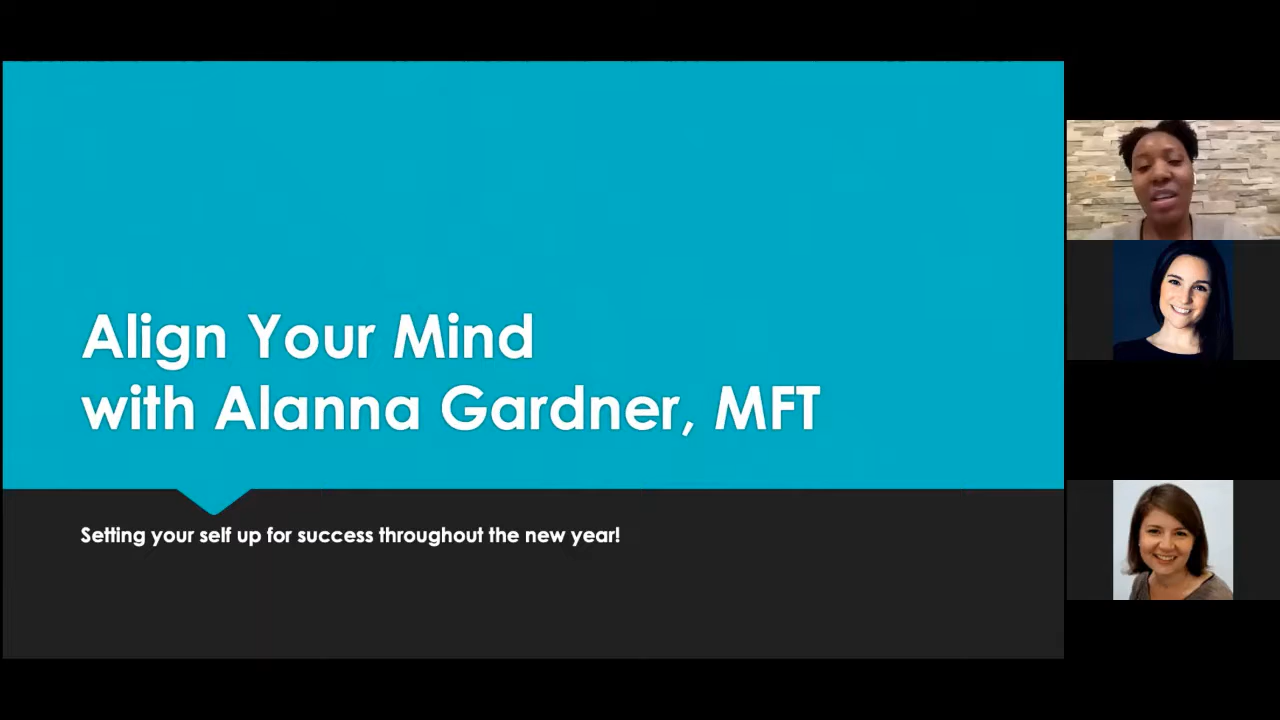 Align Your Mind
with Alanna Gardner, MFT
Setting your self up for success throughout the new year!